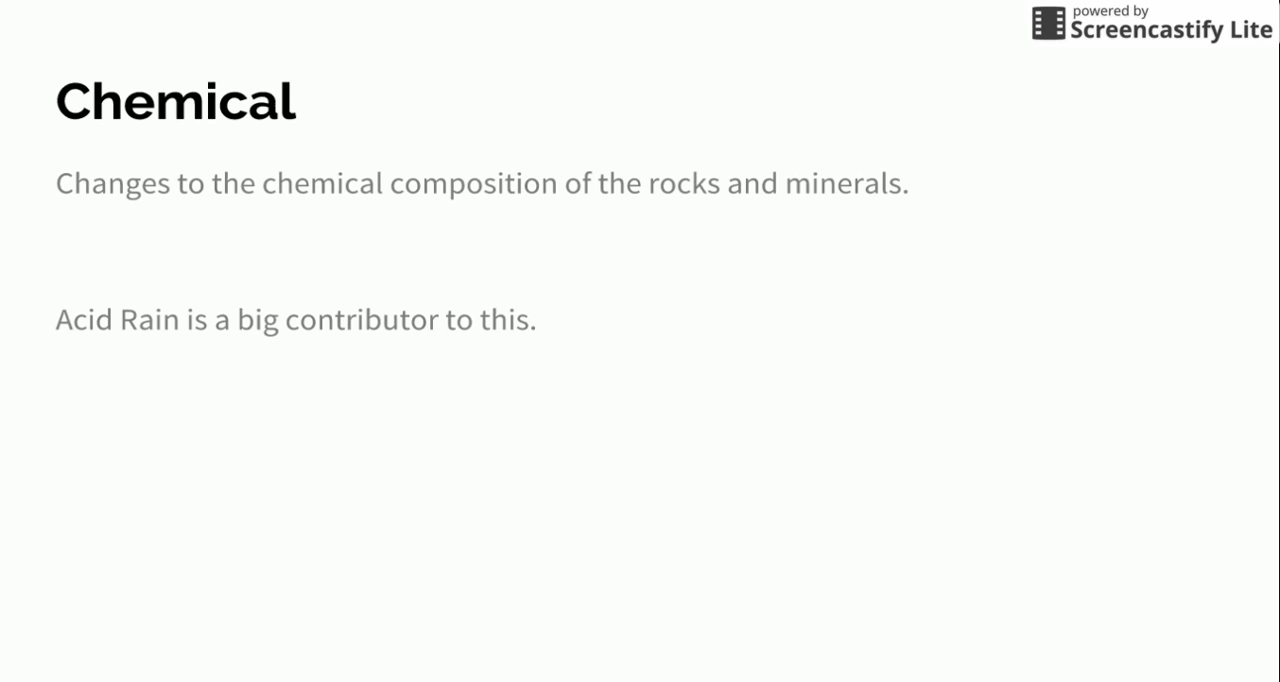 powered by
Screencastify Lite
Chemical
Changes to the chemical composition of the rocks and minerals.
Acid Rain is a big contributor to this.